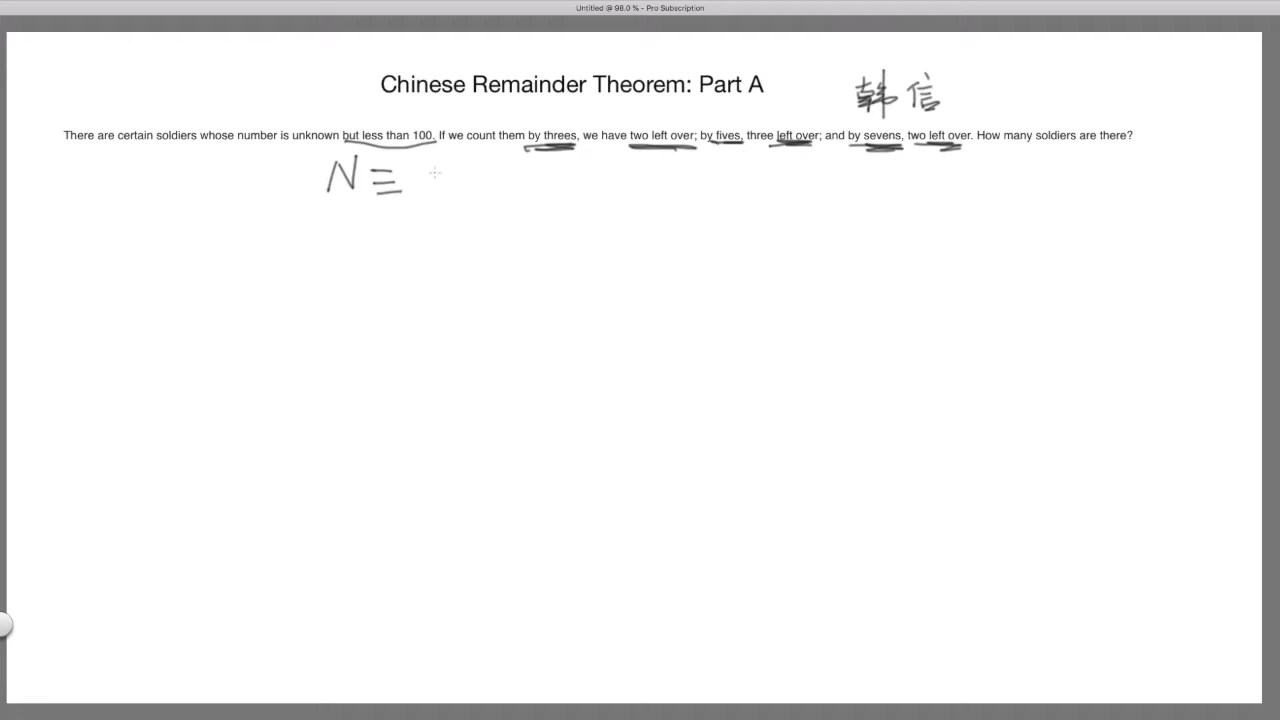 Untitled @ 98.0 % - Pro Subscription
Chinese Remainder Theorem: Part A
韩信
There are certain soldiers whose number is unknown but less than 100. If we count them by threes, we have two left over; by fives, three left over; and by sevens, two left over. How many soldiers are there?
N ≡